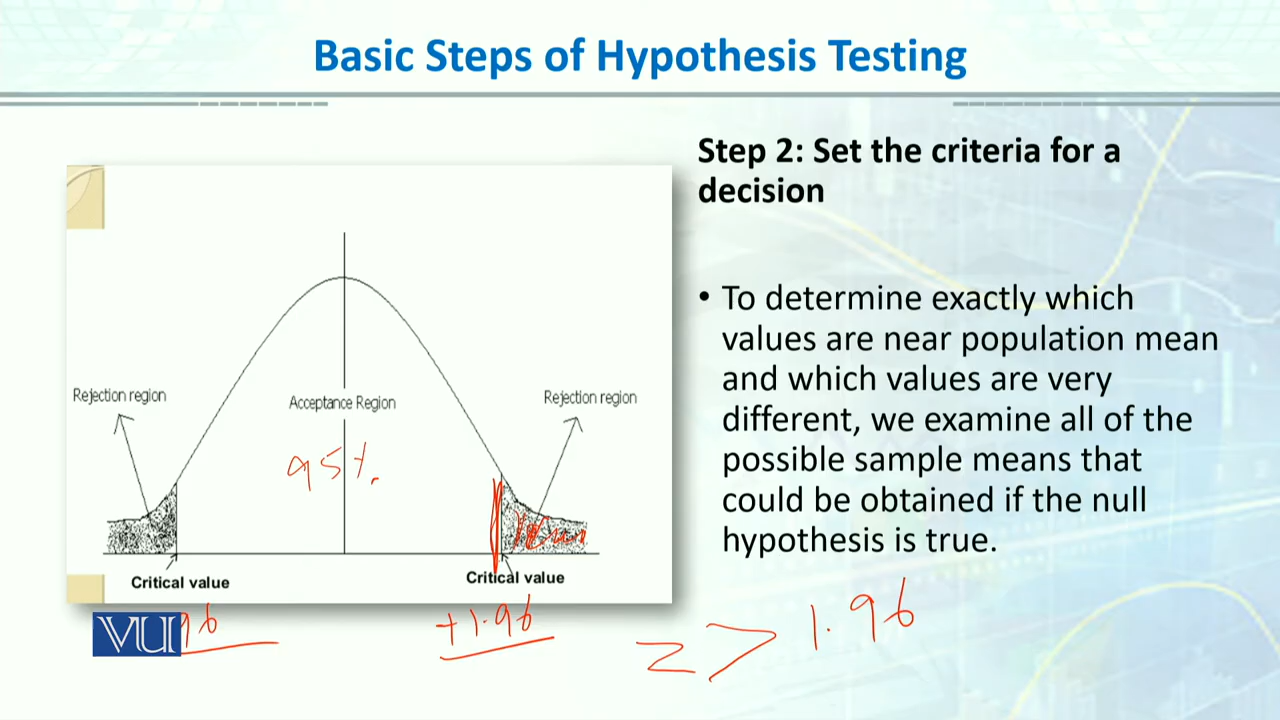 Basic Steps of Hypothesis Testing
Step 2: Set the criteria for a
decision
• To determine exactly which
values are near population mean
and which values are very
different, we examine all of the
possible sample means that
could be obtained if the null
hypothesis is true.
Rejection region
Acceptance Region
Rejection region
95%
Critical value
Critical value
96
+1.96
z > 1.96
VU